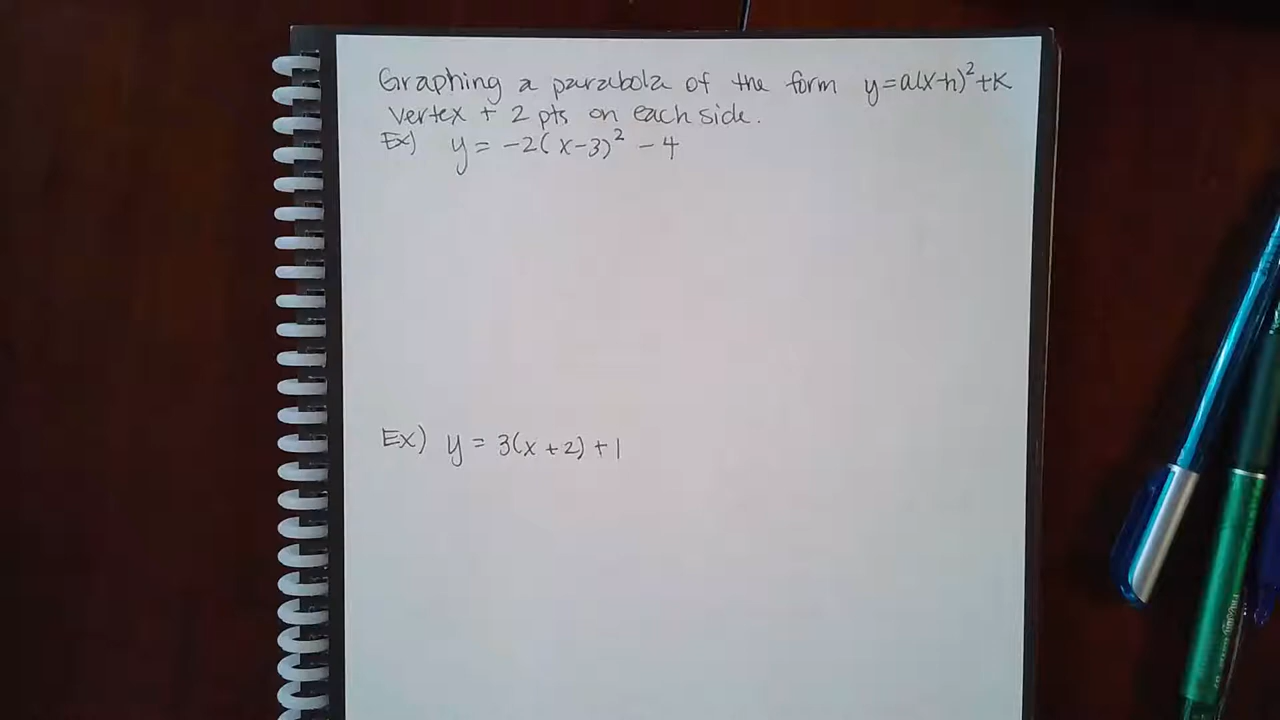 Graphing a parabola of the form y=a(x-h)²+k
vertex + 2 pts on each side.
Ex) y = -2(x-3)² - 4
Ex) y = 3(x+2)+1